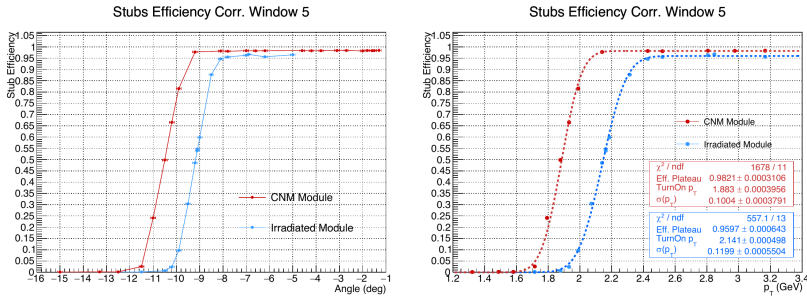 Stubs Efficiency Corr. Window 5
Stub Efficiency
1.05
1
0.95
0.9
0.85
0.8
0.75
0.7
0.65
0.6
0.55
0.5
0.45
0.4
0.35
0.3
0.25
0.2
0.15
0.1
0.05
0
CNM Module
Irradiated Module
−16 −15 −14 −13 −12 −11 −10 −9 −8 −7 −6 −5 −4 −3 −2 −1
Angle (deg)
Stubs Efficiency Corr. Window 5
Stub Efficiency
1.05
1
0.95
0.9
0.85
0.8
0.75
0.7
0.65
0.6
0.55
0.5
0.45
0.4
0.35
0.3
0.25
0.2
0.15
0.1
0.05
0
CNM Module
Irradiated Module
χ² / ndf 1678 / 11
Eff. Plateau 0.9821 ± 0.0003106
TurnOn pT 1.883 ± 0.0003956
σ(pT) 0.1004 ± 0.0003791
χ² / ndf 557.1 / 13
Eff. Plateau 0.9597 ± 0.000643
TurnOn pT 2.141 ± 0.000498
σ(pT) 0.1199 ± 0.0005504
1.2 1.4 1.6 1.8 2 2.2 2.4 2.6 2.8 3 3.2 3.4
pT (GeV)